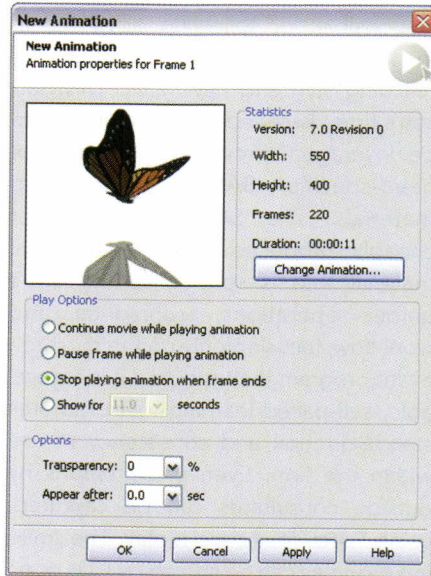 New Animation
New Animation
Animation properties for Frame 1
Statistics
Version: 7.0 Revision 0
Width: 550
Height: 400
Frames: 220
Duration: 00:00:11
Change Animation...
Play Options
Continue movie while playing animation
Pause frame while playing animation
Stop playing animation when frame ends
Show for 11.0 seconds
Options
Transparency: 0 %
Appear after: 0.0 sec
OK Cancel Apply Help